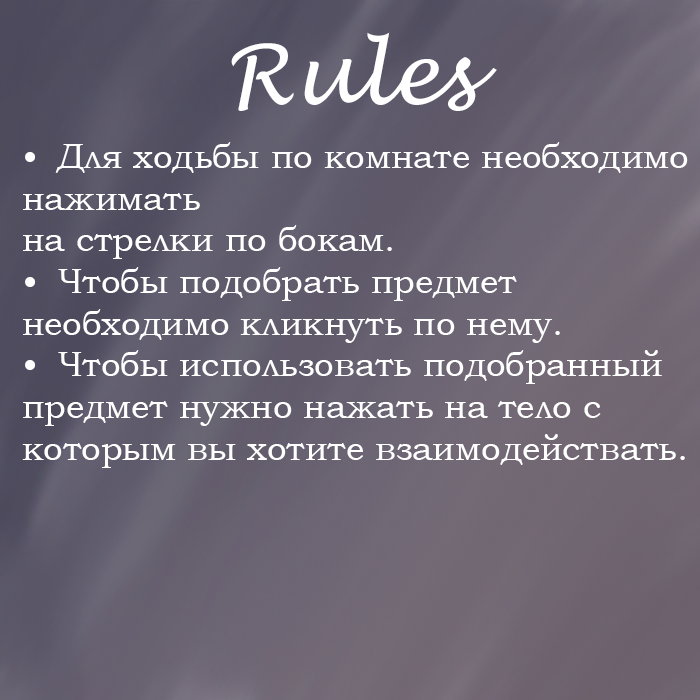 Rules
• Для ходьбы по комнате необходимо
нажимать
на стрелки по бокам.
• Чтобы подобрать предмет
необходимо кликнуть по нему.
• Чтобы использовать подобранный
предмет нужно нажать на тело с
которым вы хотите взаимодействать.